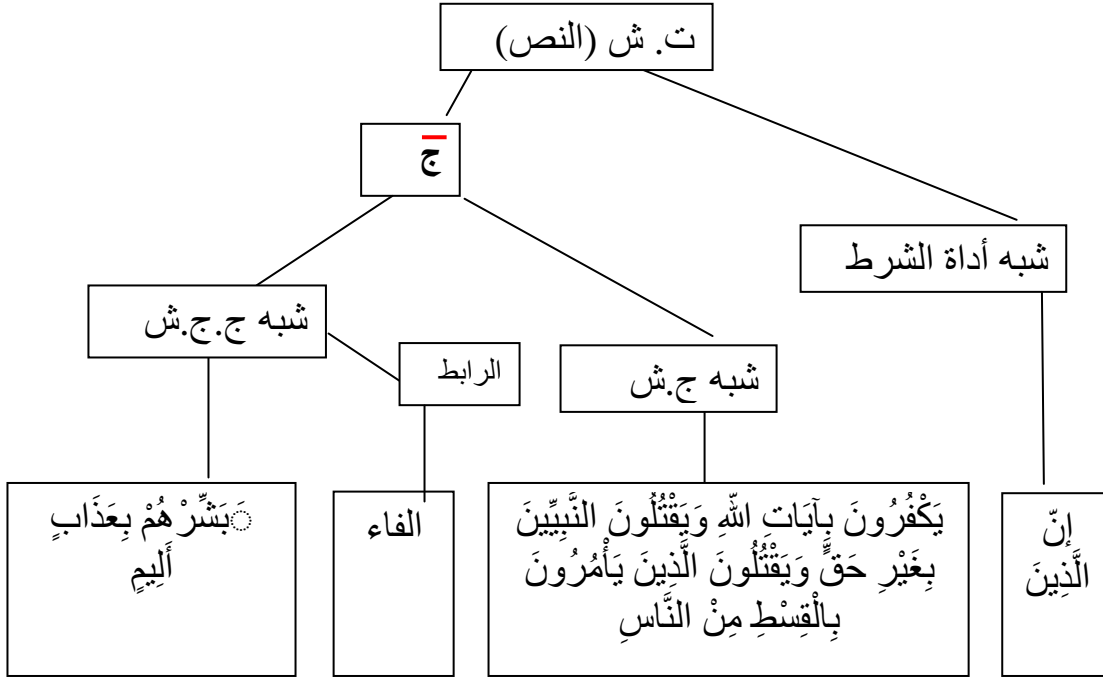 ت. ش (النص)
ج
شبه أداة الشرط
شبه ج.ج.ش
الرابط
شبه ج.ش
إنّ
الَّذِينَ
يَكْفُرُونَ بِآيَاتِ اللّهِ وَيَقْتُلُونَ النَّبِيِّينَ
بِغَيْرِ حَقٍّ وَيَقْتُلُونَ الَّذِينَ يَأْمُرُونَ
بِالْقِسْطِ مِنْ النَّاسِ
الفاء
َبَشِّرْهُمْ بِعَذَابٍ
أَلِيمٍ